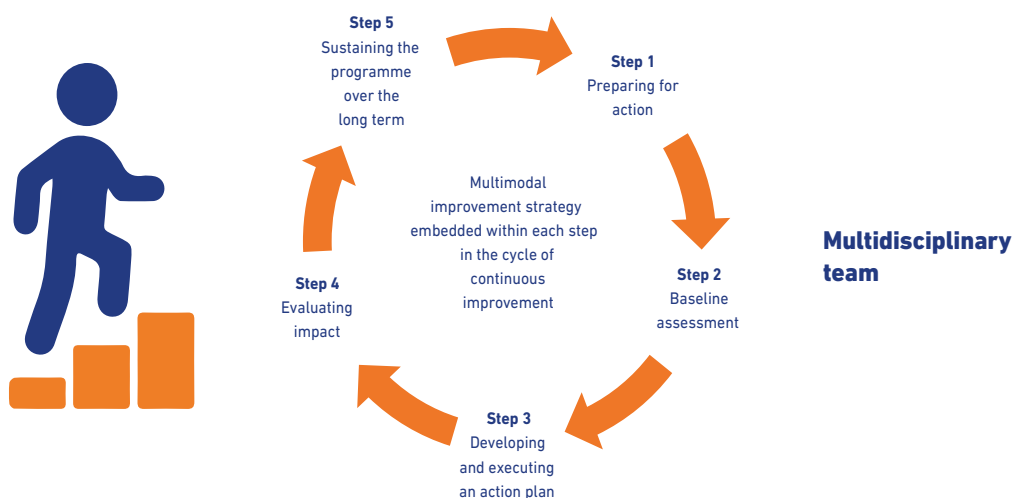 Step 5
Sustaining the
programme
over the
long term
Step 1
Preparing for
action
Multimodal
improvement strategy
embedded within each step
in the cycle of
continuous
improvement
Multidisciplinary
team
Step 2
Baseline
assessment
Step 4
Evaluating
impact
Step 3
Developing
and executing
an action plan